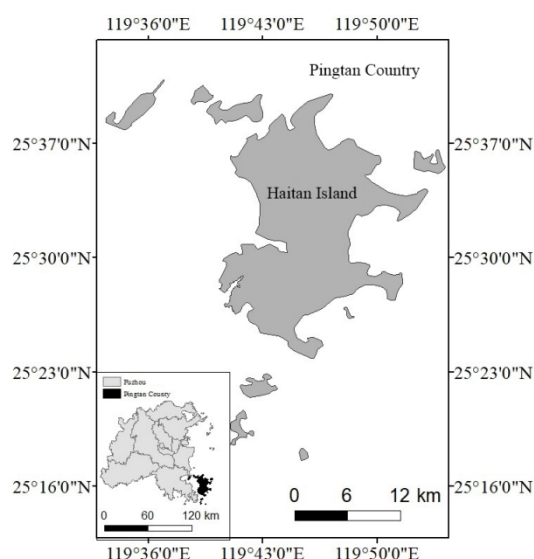 119°36'0"E 119°43'0"E 119°50'0"E
Pingtan Country
25°37'0"N 25°37'0"N
Haitan Island
25°30'0"N 25°30'0"N
25°23'0"N 25°23'0"N
Fuzhou
Pingtan County
25°16'0"N 25°16'0"N
0 60 120 km
0 6 12 km
119°36'0"E 119°43'0"E 119°50'0"E